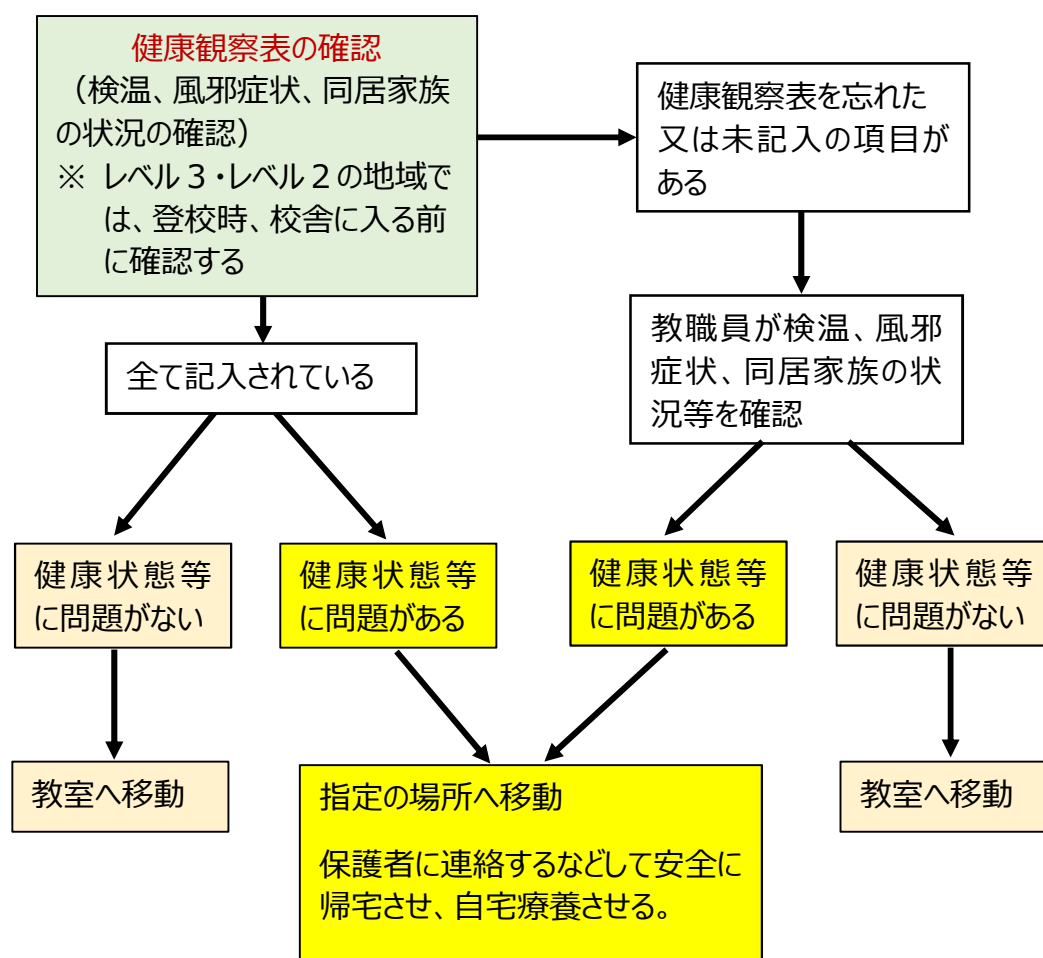 健康観察表の確認
（検温、風邪症状、同居家族
の状況の確認）
※ レベル３・レベル２の地域で
は、登校時、校舎に入る前
に確認する
健康観察表を忘れた
又は未記入の項目が
ある
全て記入されている
教職員が検温、風邪
症状、同居家族の状
況等を確認
健康状態等
に問題がない
健康状態等
に問題がある
健康状態等
に問題がある
健康状態等
に問題がない
教室へ移動
指定の場所へ移動
保護者に連絡するなどして安全に
帰宅させ、自宅療養させる。
教室へ移動